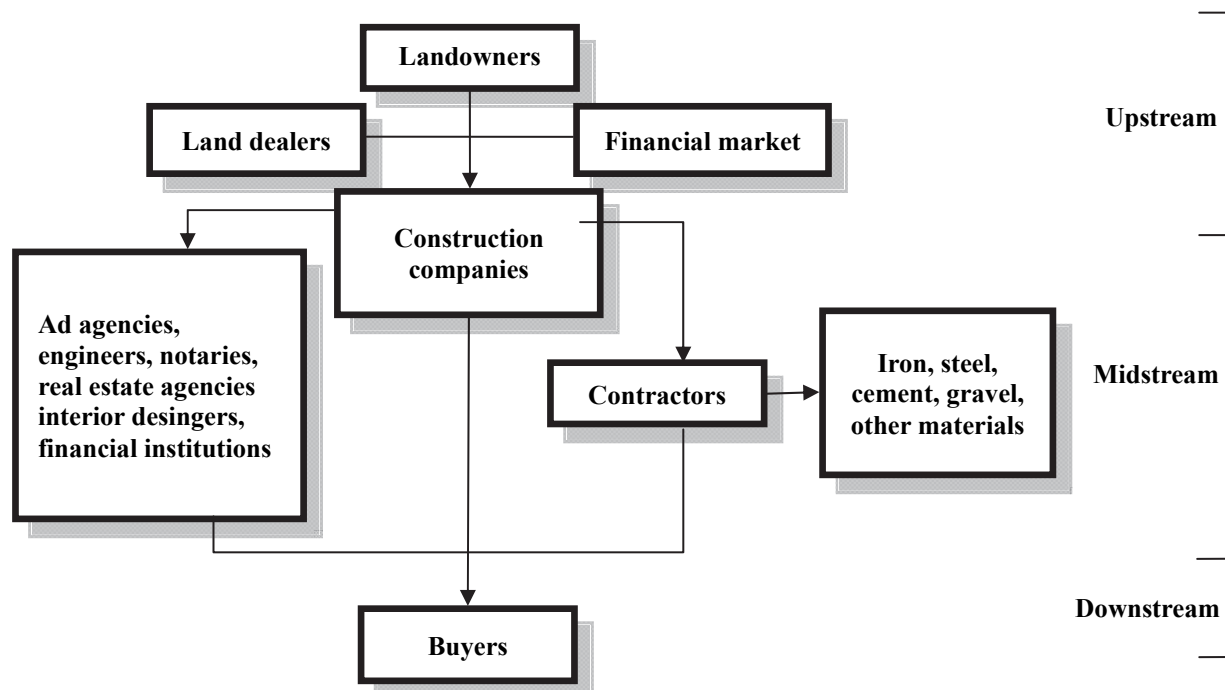 Landowners
Land dealers
Financial market
Upstream
Construction
companies
Ad agencies,
engineers, notaries,
real estate agencies
interior desingers,
financial institutions
Contractors
Iron, steel,
cement, gravel,
other materials
Midstream
Buyers
Downstream